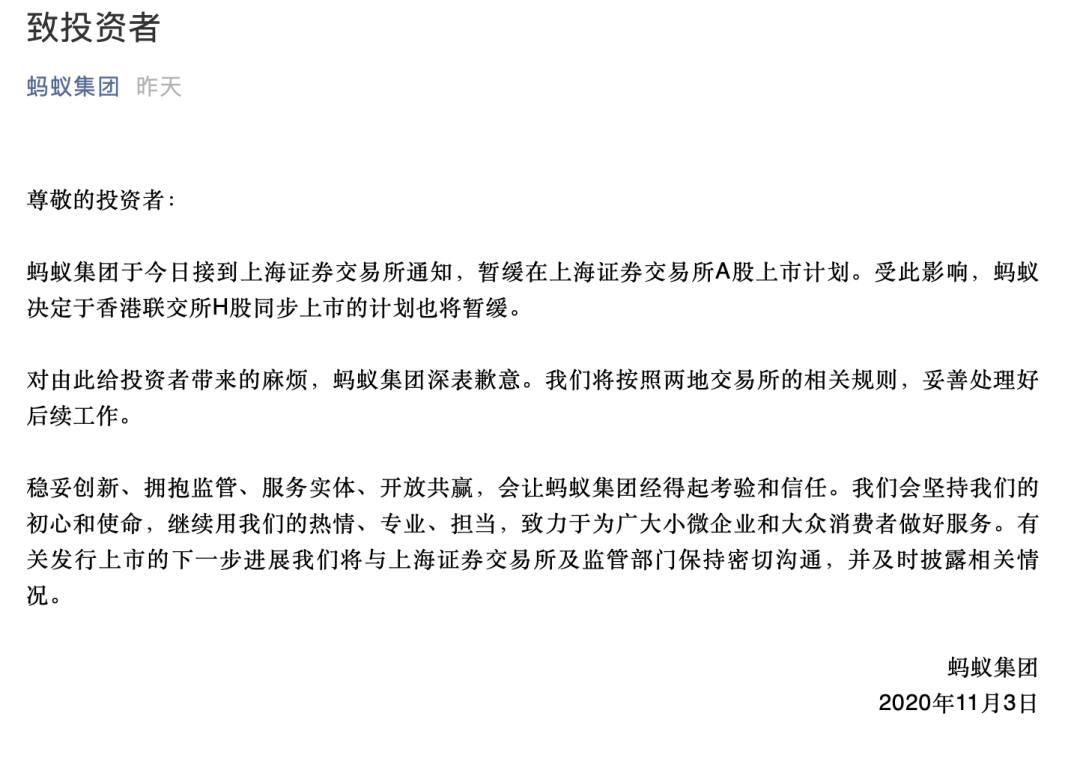 致投资者
蚂蚁集团 昨天
尊敬的投资者：
蚂蚁集团于今日接到上海证券交易所通知，暂缓在上海证券交易所A股上市计划。受此影响，蚂蚁
决定于香港联交所H股同步上市的计划也将暂缓。
对由此给投资者带来的麻烦，蚂蚁集团深表歉意。我们将按照两地交易所的相关规则，妥善处理好
后续工作。
稳妥创新、拥抱监管、服务实体、开放共赢，会让蚂蚁集团经得起考验和信任。我们会坚持我们的
初心和使命，继续用我们的热情、专业、担当，致力于为广大小微企业和大众消费者做好服务。有
关发行上市的下一步进展我们将与上海证券交易所及监管部门保持密切沟通，并及时披露相关情
况。
蚂蚁集团
2020年11月3日